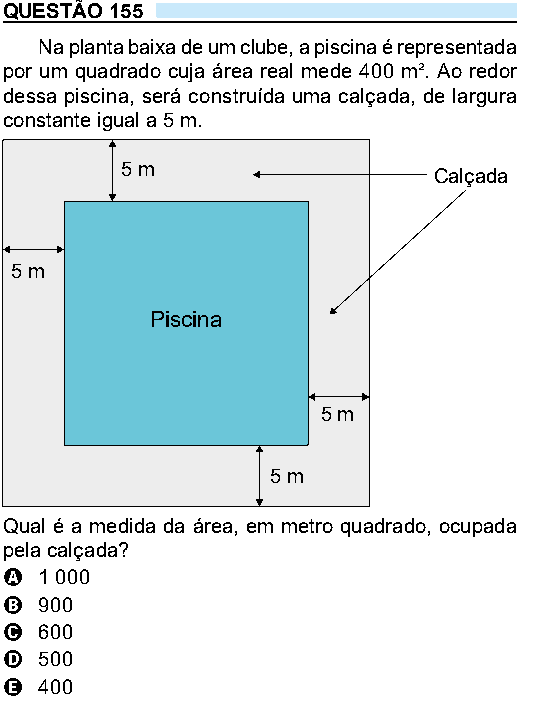 QUESTÃO 155
Na planta baixa de um clube, a piscina é representada
por um quadrado cuja área real mede 400 m². Ao redor
dessa piscina, será construída uma calçada, de largura
constante igual a 5 m.
5 m
Calçada
5 m
Piscina
5 m
5 m
Qual é a medida da área, em metro quadrado, ocupada
pela calçada?
A 1 000
B 900
C 600
D 500
E 400